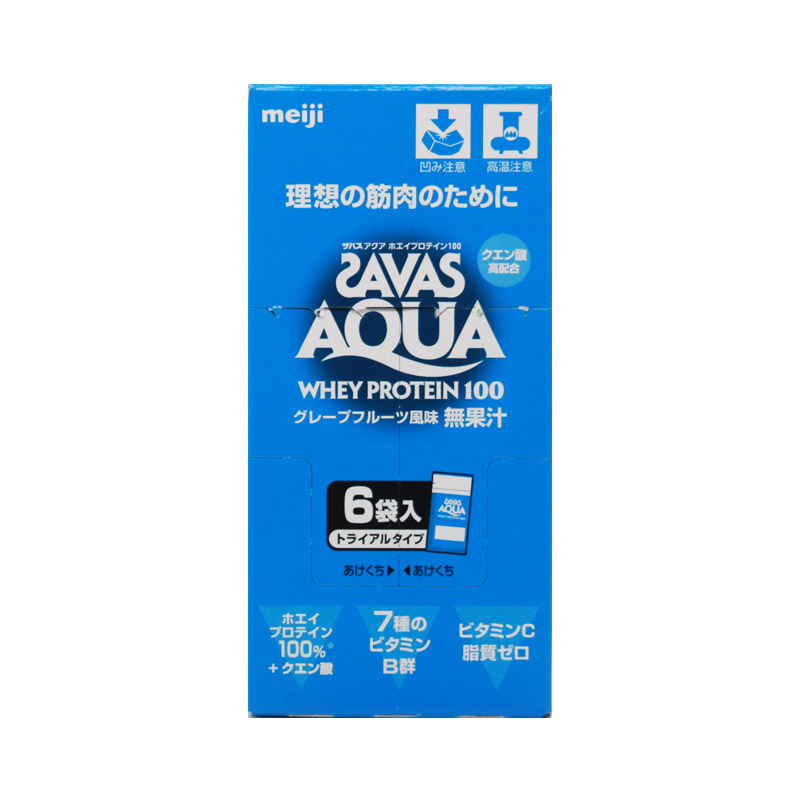 meiji
凹み注意
高温注意
理想の筋肉のために
ザバス アクア ホエイプロテイン100
SAVAS
AQUA
WHEY PROTEIN 100
グレープフルーツ風味 無果汁
クエン酸
高配合
6袋入
トライアルタイプ
SAVAS
AQUA
WHEY PROTEIN 100
あけくち▶ ◀あけくち
ホエイ
プロテイン
100%※
+クエン酸
7種の
ビタミン
B群
ビタミンC
脂質ゼロ